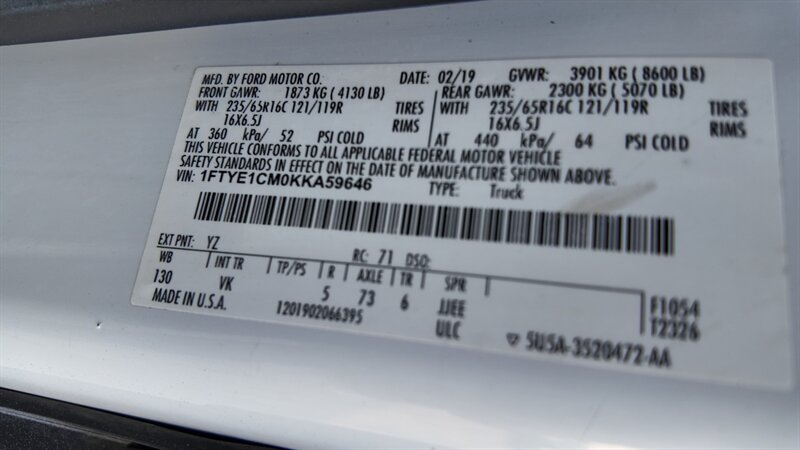 MFD. BY FORD MOTOR CO. DATE: 02/19 GVWR: 3901 KG ( 8600 LB)
FRONT GAWR: 1873 KG ( 4130 LB) REAR GAWR: 2300 KG ( 5070 LB)
WITH 235/65R16C 121/119R TIRES WITH 235/65R16C 121/119R TIRES
16X6.5J RIMS 16X6.5J RIMS
AT 360 kPa/ 52 PSI COLD AT 440 kPa/ 64 PSI COLD
THIS VEHICLE CONFORMS TO ALL APPLICABLE FEDERAL MOTOR VEHICLE
SAFETY STANDARDS IN EFFECT ON THE DATE OF MANUFACTURE SHOWN ABOVE.
VIN: 1FTYE1CM0KKA59646 TYPE: Truck
EXT PNT: YZ RC: 71 DSO:
WB INT TR TP/PS R AXLE TR SPR
130 VK 5 73 6 JJEE F1054
MADE IN U.S.A. 1201902066395 ULC T2326
5U5A-3520472-AA